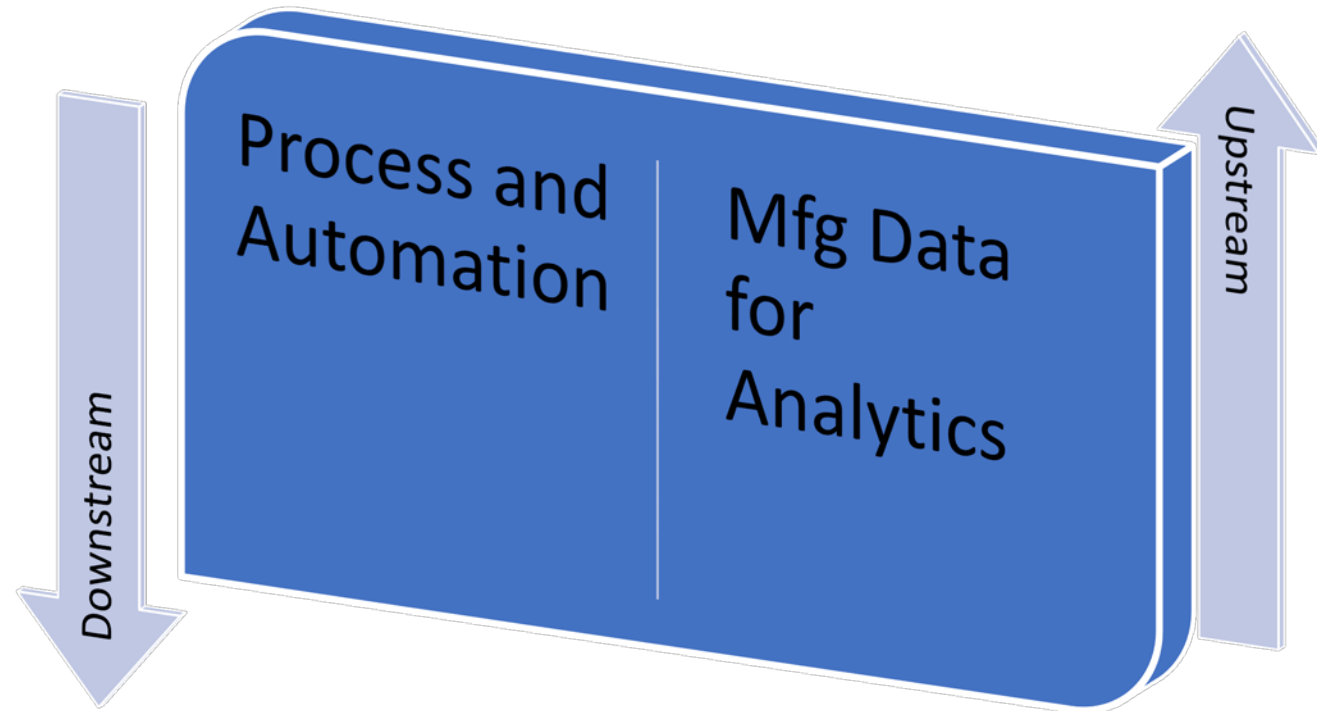 Downstream
Process and
Automation
Mfg Data
for
Analytics
Upstream